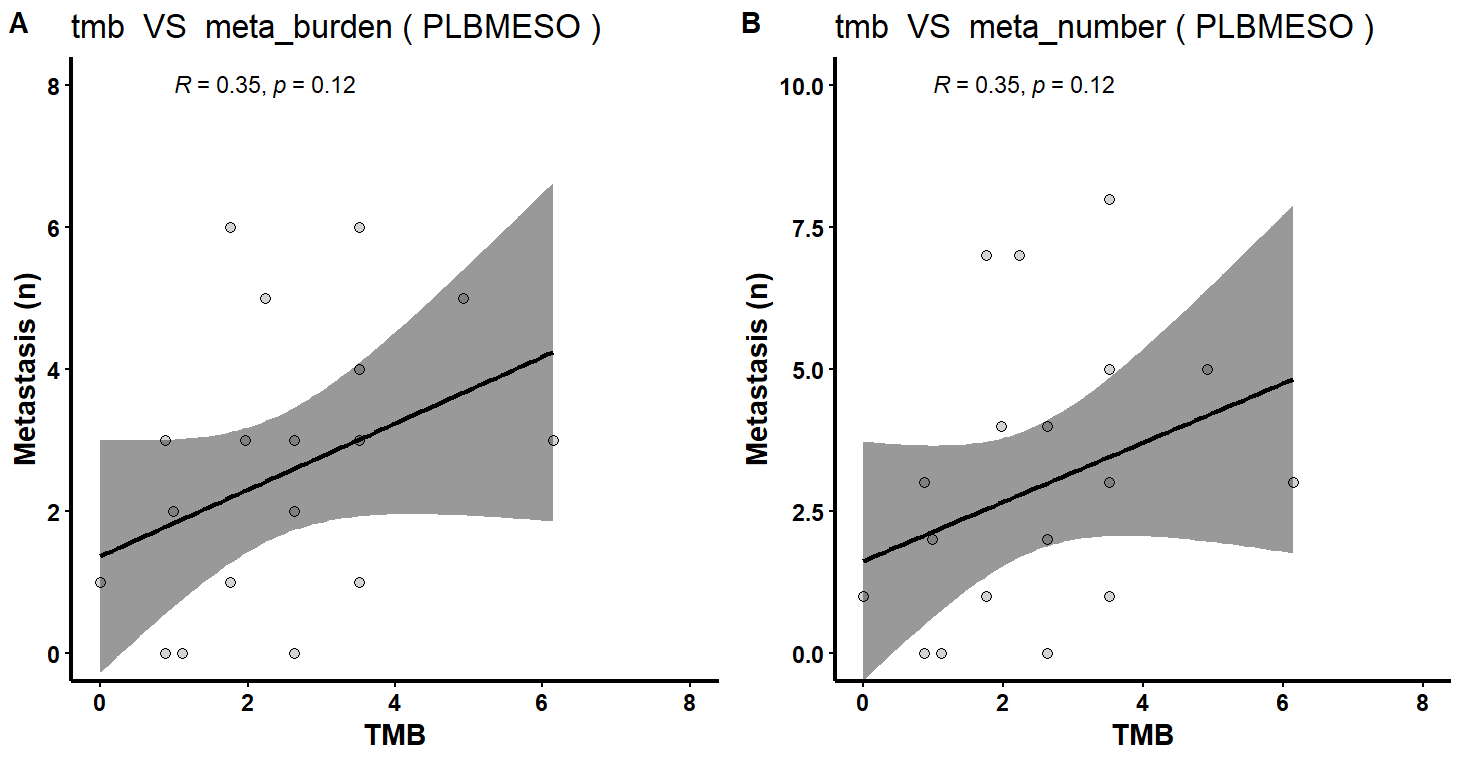 A
tmb VS meta_burden ( PLBMESO )
R = 0.35, p = 0.12
8
6
4
2
0
Metastasis (n)
0 2 4 6 8
TMB
B
tmb VS meta_number ( PLBMESO )
R = 0.35, p = 0.12
10.0
7.5
5.0
2.5
0.0
Metastasis (n)
0 2 4 6 8
TMB